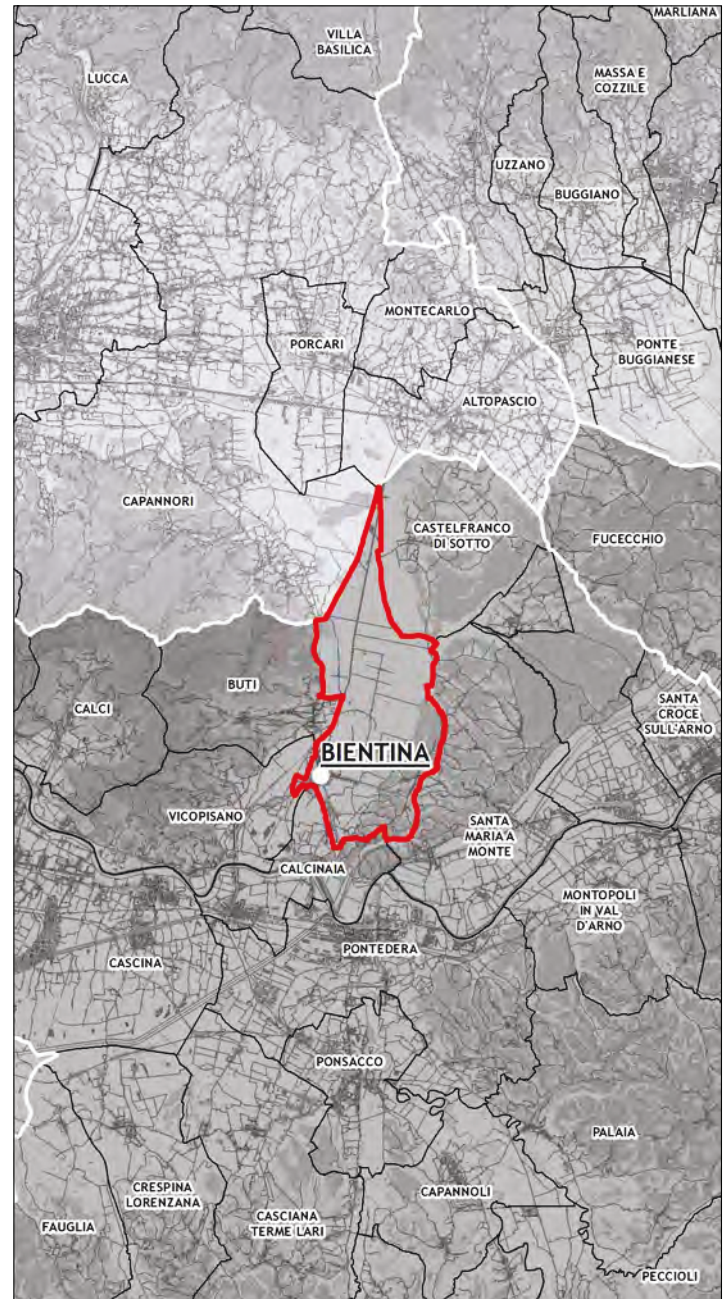 MARLIANA
VILLA
BASILICA
LUCCA
MASSA E
COZZILE
UZZANO
BUGGIANO
MONTECARLO
PORCARI
PONTE
BUGGIANESE
ALTOPASCIO
CAPANNORI
CASTELFRANCO
DI SOTTO
FUCECCHIO
BUTI
CALCI
SANTA
CROCE
SULL'ARNO
BIENTINA
VICOPISANO
SANTA
MARIA A
MONTE
CALCINAIA
MONTOPOLI
IN VAL
D'ARNO
PONTEDERA
CASCINA
PONSACCO
PALAIA
CRESPINA
LORENZANA
CAPANNOLI
CASCIANA
TERME LARI
FAUGLIA
PECCIOLI